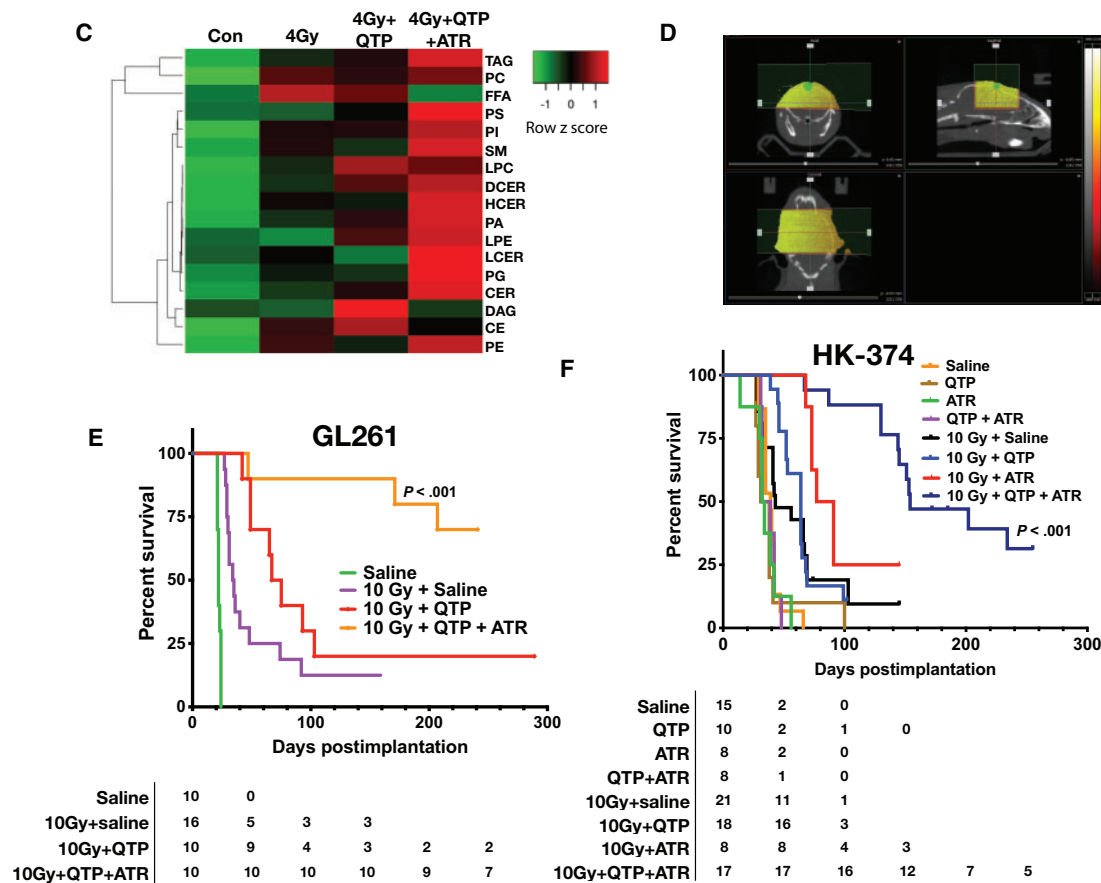 C
Con
4Gy
4Gy+
QTP
4Gy+QTP
+ATR
TAG
PC
FFA
PS
PI
SM
LPC
DCER
HCER
PA
LPE
LCER
PG
CER
DAG
CE
PE
-1 0 1
Row z score
D
E
GL261
Percent survival
100
75
50
25
0
0 100 200 300
Days postimplantation
P < .001
Saline
10 Gy + Saline
10 Gy + QTP
10 Gy + QTP + ATR
Saline 10 0
10Gy+saline 16 5 3 3
10Gy+QTP 10 9 4 3 2 2
10Gy+QTP+ATR 10 10 10 10 9 7
F
HK-374
Percent survival
100
75
50
25
0
0 100 200 300
Days postimplantation
Saline
QTP
ATR
QTP + ATR
10 Gy + Saline
10 Gy + QTP
10 Gy + ATR
10 Gy + QTP + ATR
P < .001
Saline 15 2 0
QTP 10 2 1 0
ATR 8 2 0
QTP+ATR 8 1 0
10Gy+saline 21 11 1
10Gy+QTP 18 16 3
10Gy+ATR 8 8 4 3
10Gy+QTP+ATR 17 17 16 12 7 5